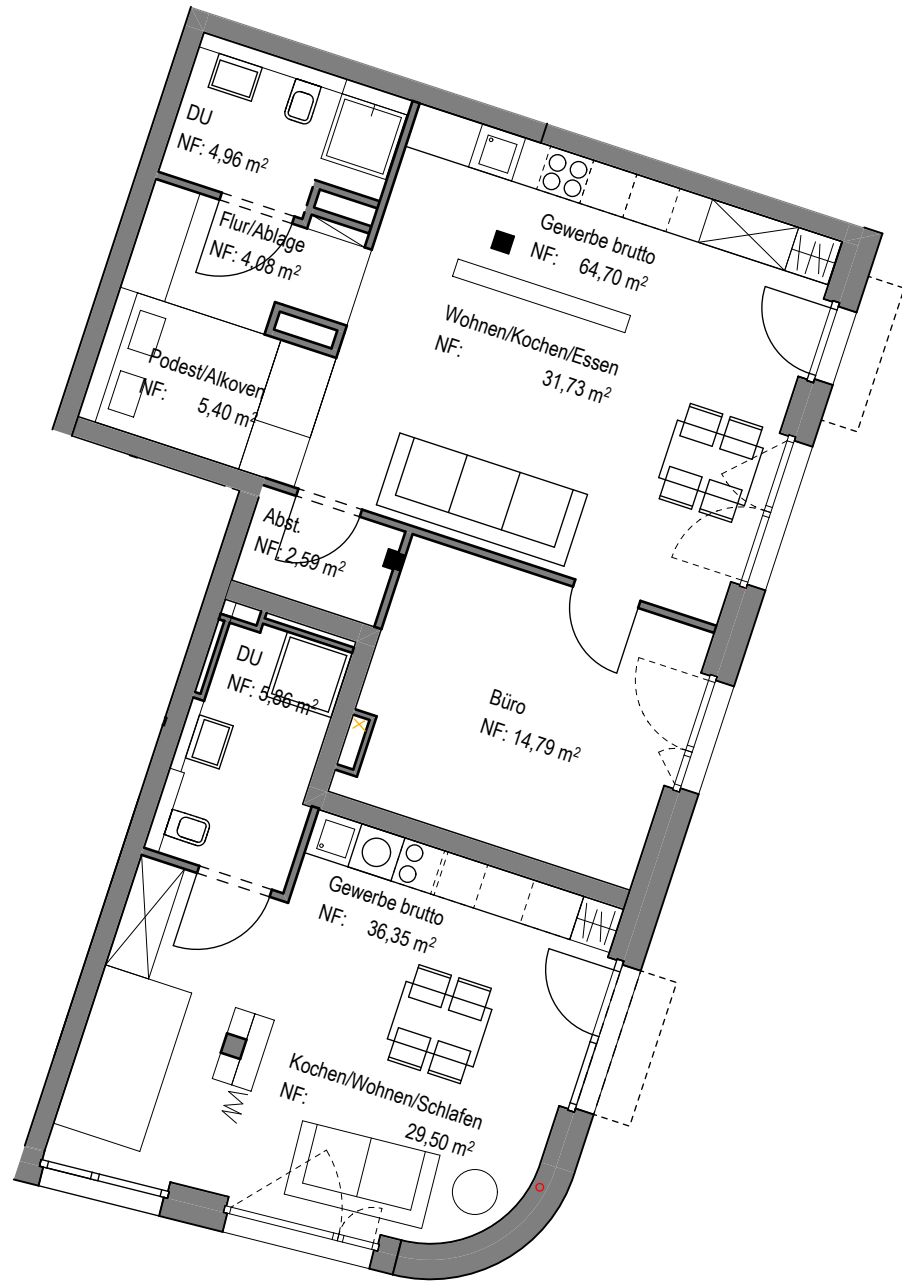 DU
NF: 4,96 m²
Flur/Ablage
NF: 4,08 m²
Gewerbe brutto
NF: 64,70 m²
Wohnen/Kochen/Essen
NF:
31,73 m²
Podest/Alkoven
NF:
5,40 m²
Abst.
NF: 2,59 m²
DU
NF: 5,86 m²
Büro
NF: 14,79 m²
Gewerbe brutto
NF: 36,35 m²
Kochen/Wohnen/Schlafen
NF:
29,50 m²